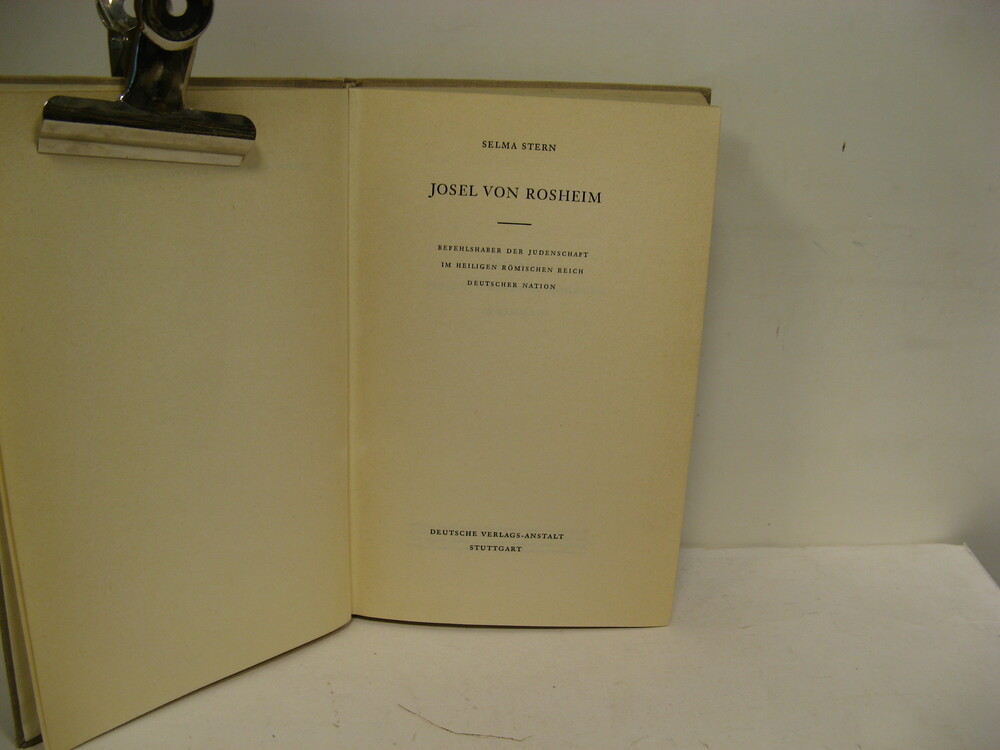 SELMA STERN
JOSEL VON ROSHEIM
BEFEHLSHABER DER JUDENSCHAFT
IM HEILIGEN RÖMISCHEN REICH
DEUTSCHER NATION
DEUTSCHE VERLAGS-ANSTALT
STUTTGART